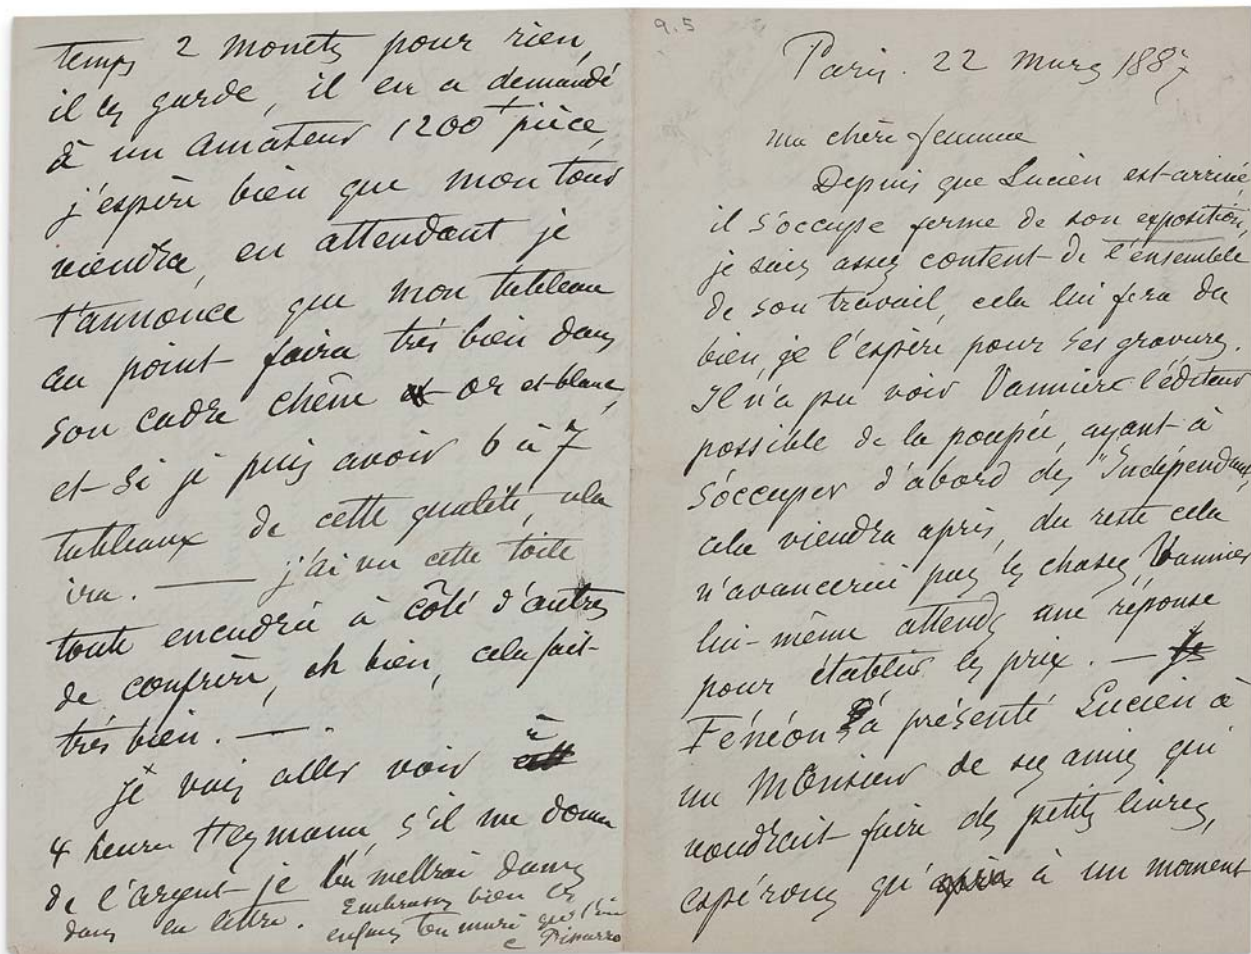 9.5
Paris. 22 Mars 1887
ma chère femme
Depuis que Lucien est arrivé,
il s'occupe ferme de son exposition,
je suis assez content de l'ensemble
de son travail, cela lui fera du
bien, je l'espère pour ses gravures.
Il n'a pu voir Vannier l'éditeur
possible de la poupée, ayant à
s'occuper d'abord des "Indépendants,
cela viendra après, du reste cela
n'avancerait pas les choses, Vannier
lui-même attends une réponse
pour établir les prix. —
Fénéon a présenté Lucien à
un Monsieur de ses amis qui
voudrait faire des petits livres,
espérons qu'à un moment
temps 2 Monets pour rien,
il les garde, il en a demandé
à un amateur 1200 f pièce,
j'espère bien que mon tour
viendra, en attendant je
t'annonce que mon tableau
au point faira très bien dans
son cadre chêne or et blanc,
et si je puis avoir 6 à 7
tableaux de cette qualité, cela
ira. — j'ai vu cette toile
toute encadrée à côté d'autres
de confrère, eh bien, cela fait
très bien. —
Je vais aller voir à
4 heures Heymann, s'il me donne
de l'argent je l'en mettrai dans
dans la lettre. Embrasses bien les
enfants ton mari qui t'aime
C Pissarro